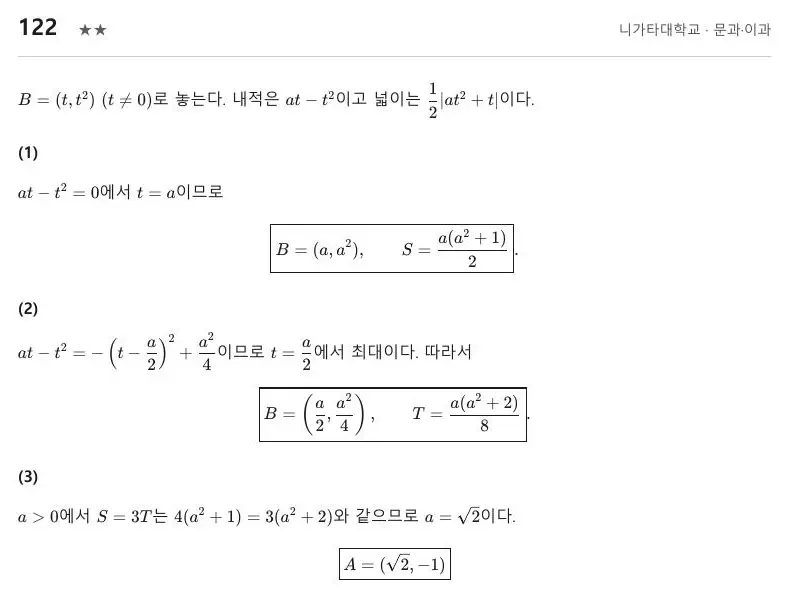 122 ★★ 니가타대학교 · 문과·이과
B = (t, t²) (t ≠ 0)로 놓는다. 내적은 at − t²이고 넓이는 1/2|at² + t|이다.
(1)
at − t² = 0에서 t = a이므로
B = (a, a²), S = a(a² + 1)/2.
(2)
at − t² = −(t − a/2)² + a²/4이므로 t = a/2에서 최대이다. 따라서
B = (a/2, a²/4), T = a(a² + 2)/8.
(3)
a > 0에서 S = 3T는 4(a² + 1) = 3(a² + 2)와 같으므로 a = √2이다.
A = (√2, −1)